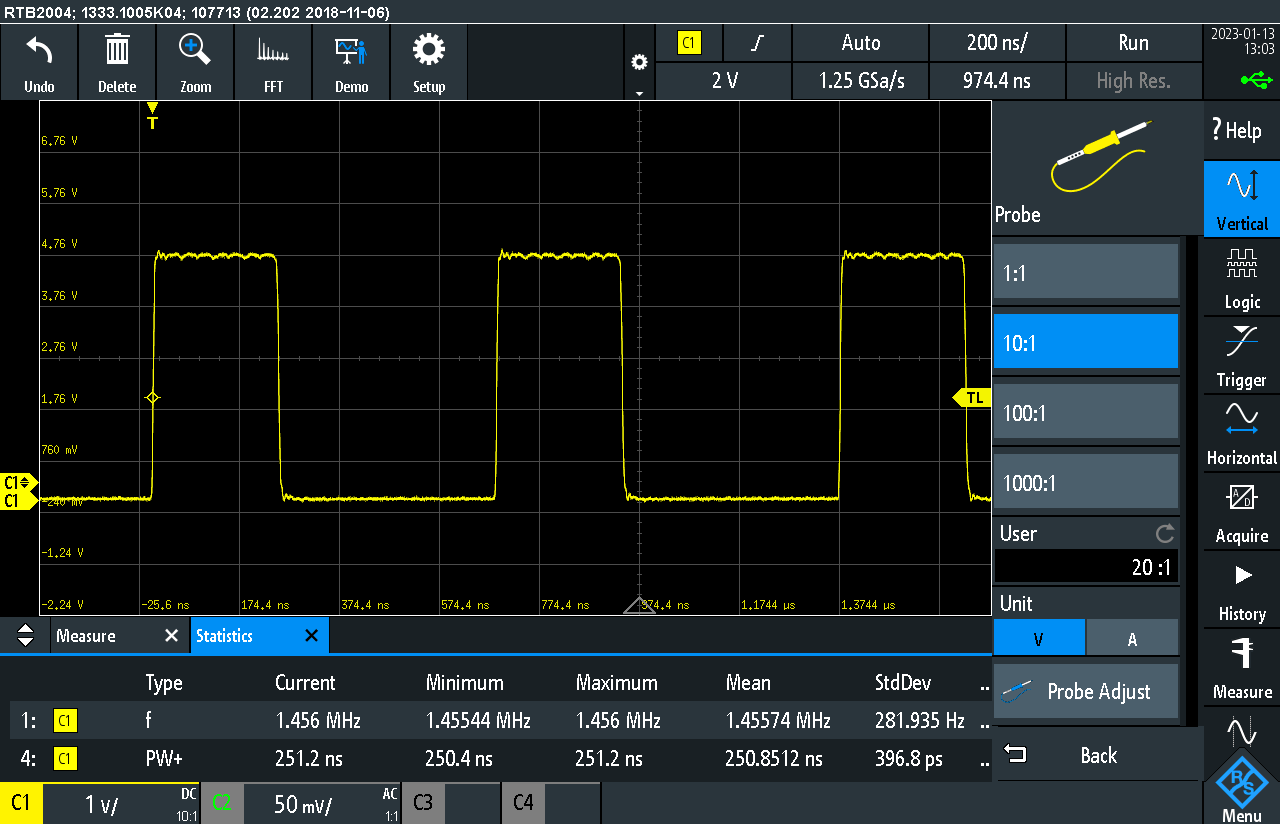 RTB2004; 1333.1005K04; 107713 (02.202 2018-11-06)
Undo Delete Zoom FFT Demo Setup
C1 Auto 200 ns/ Run
2 V 1.25 GSa/s 974.4 ns High Res.
2023-01-13
13:03
T
6.76 V
5.76 V
4.76 V
3.76 V
2.76 V
1.76 V
760 mV
-240 mV
-1.24 V
-2.24 V
C1
C1
TL
-25.6 ns 174.4 ns 374.4 ns 574.4 ns 774.4 ns 974.4 ns 1.1744 µs 1.3744 µs
Probe
1:1
10:1
100:1
1000:1
User
20 :1
Unit
V A
Probe Adjust
Back
? Help
Vertical
Logic
Trigger
Horizontal
A/D
Acquire
History
Measure
R&S
Menu
Measure Statistics
Type Current Minimum Maximum Mean StdDev ..
1: C1 f 1.456 MHz 1.45544 MHz 1.456 MHz 1.45574 MHz 281.935 Hz ..
4: C1 PW+ 251.2 ns 250.4 ns 251.2 ns 250.8512 ns 396.8 ps ..
C1 1 V/ DC 10:1 C2 50 mV/ AC 1:1 C3 C4